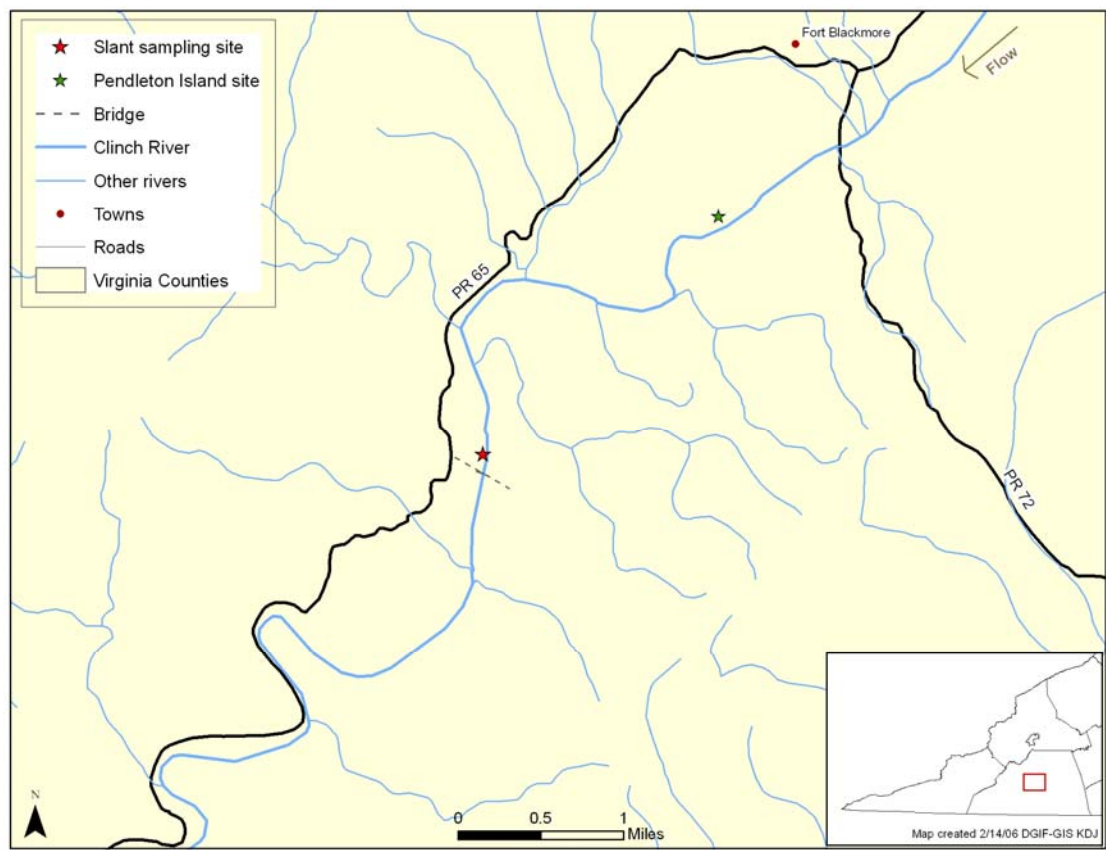 Slant sampling site
Pendleton Island site
Bridge
Clinch River
Other rivers
Towns
Roads
Virginia Counties
Fort Blackmore
Flow
PR 65
PR 72
N
0 0.5 1
Miles
Map created 2/14/06 DGIF-GIS KDJ